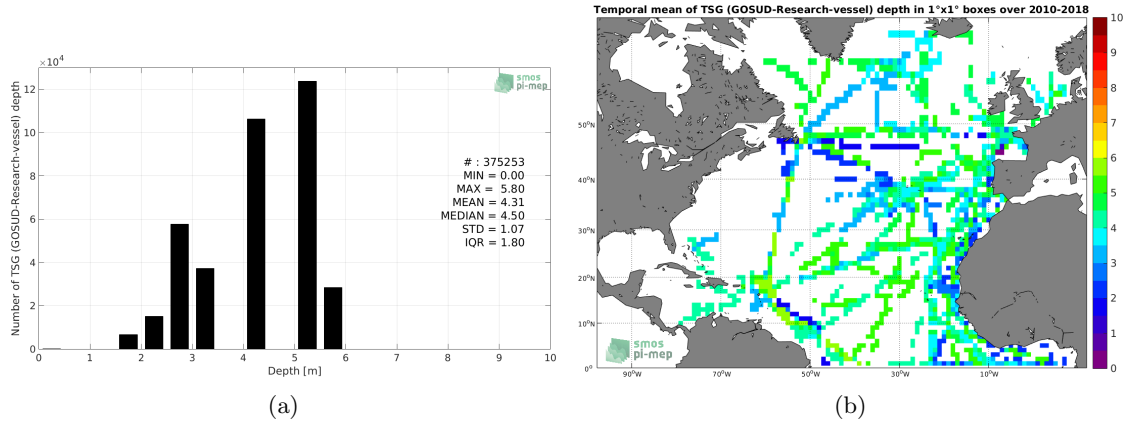 ×10⁴
12
10
8
6
4
2
0
Number of TSG (GOSUD-Research-vessel) depth
smos
pi-mep
# : 375253
MIN = 0.00
MAX = 5.80
MEAN = 4.31
MEDIAN = 4.50
STD = 1.07
IQR = 1.80
0 1 2 3 4 5 6 7 8 9 10
Depth [m]
(a)
Temporal mean of TSG (GOSUD-Research-vessel) depth in 1°x1° boxes over 2010-2018
50°N
40°N
30°N
20°N
10°N
0°
smos
pi-mep
90°W 70°W 50°W 30°W 10°W
10
9
8
7
6
5
4
3
2
1
0
(b)